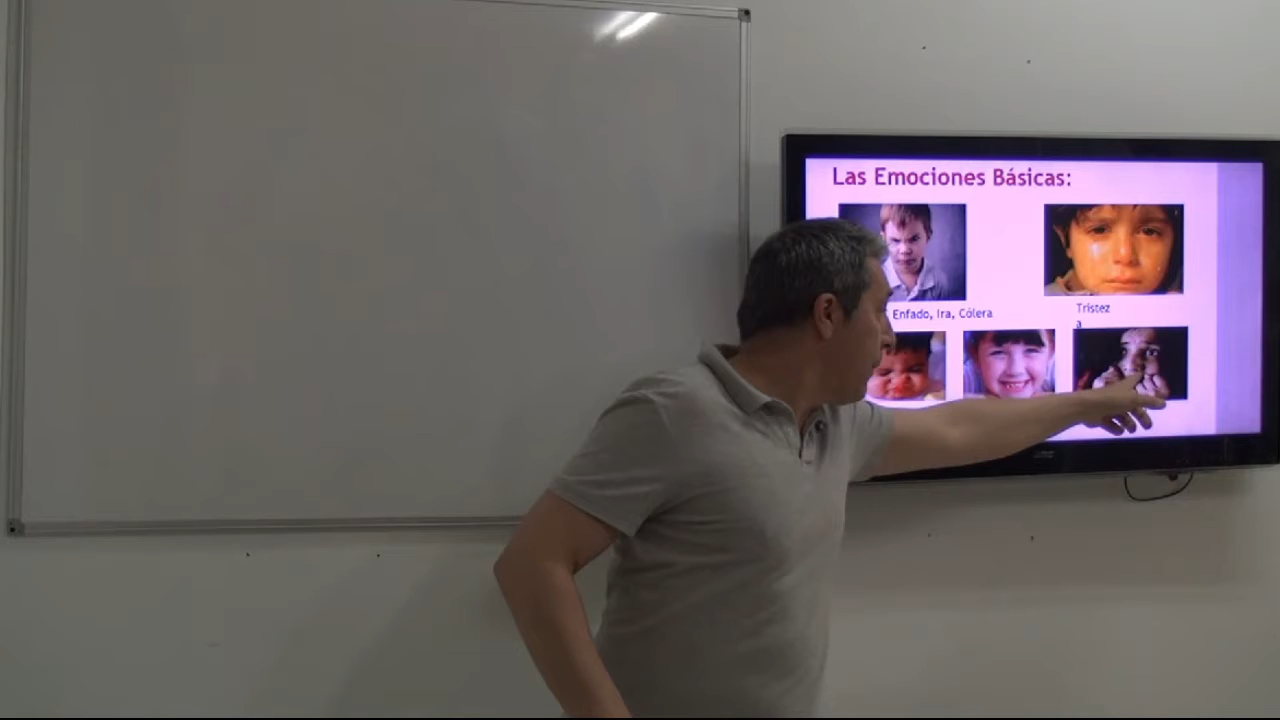 Las Emociones Básicas:
Enfado, Ira, Cólera
Tristez
a